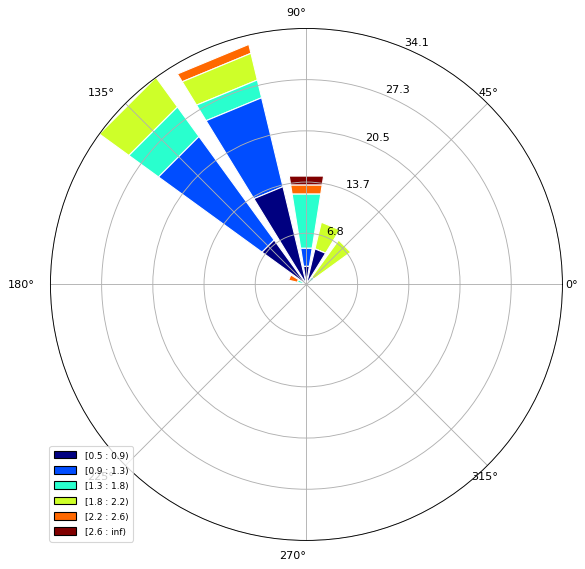 90°
34.1
27.3
135°
45°
20.5
13.7
6.8
180°
0°
[0.5 : 0.9)
[0.9 : 1.3)
[1.3 : 1.8)
225°
315°
[1.8 : 2.2)
[2.2 : 2.6)
[2.6 : inf)
270°